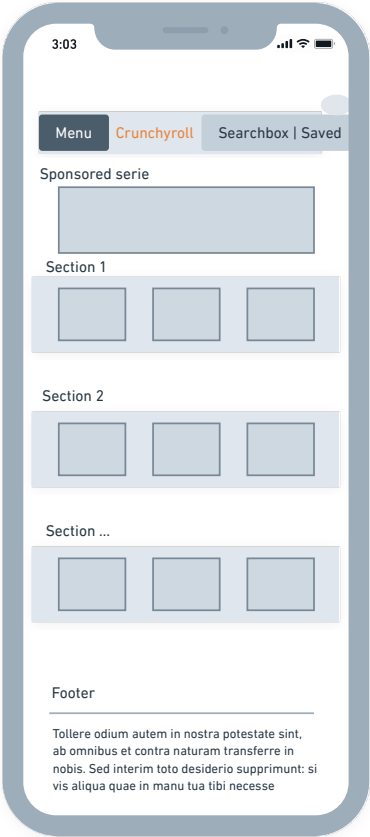 3:03
Menu Crunchyroll Searchbox | Saved
Sponsored serie
Section 1
Section 2
Section ...
Footer
Tollere odium autem in nostra potestate sint,
ab omnibus et contra naturam transferre in
nobis. Sed interim toto desiderio supprimunt: si
vis aliqua quae in manu tua tibi necesse